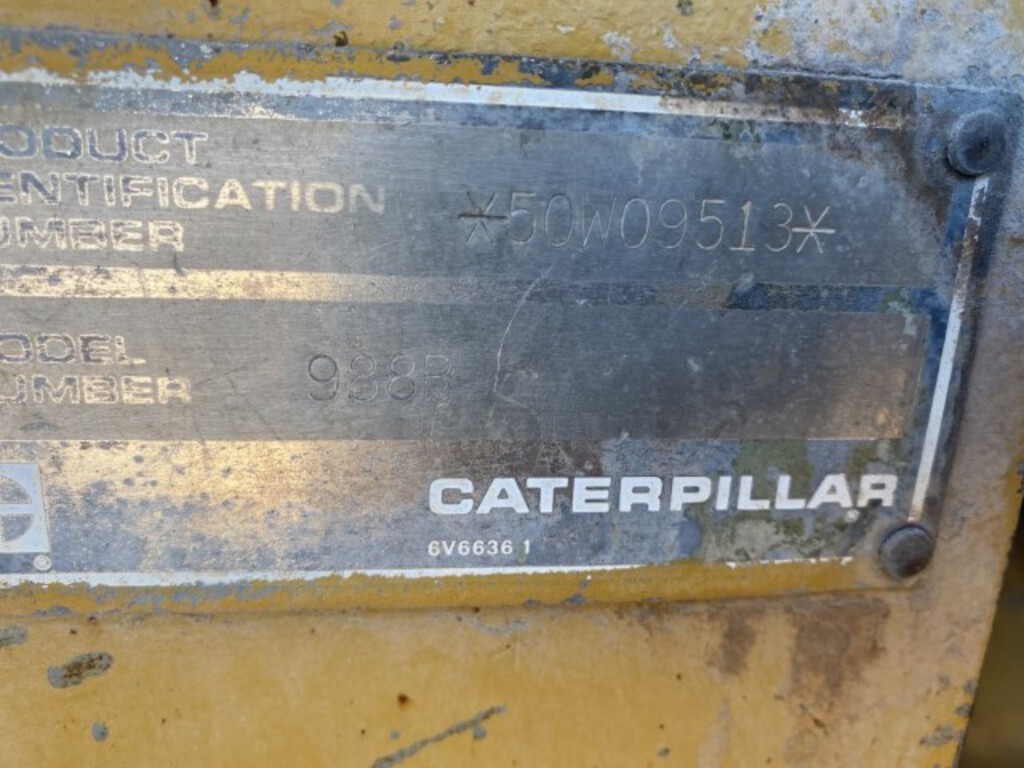 ODUCT
ENTIFICATION
UMBER
*50W09513*
ODEL
UMBER
988B
CATERPILLAR
®
6V6636 1
®